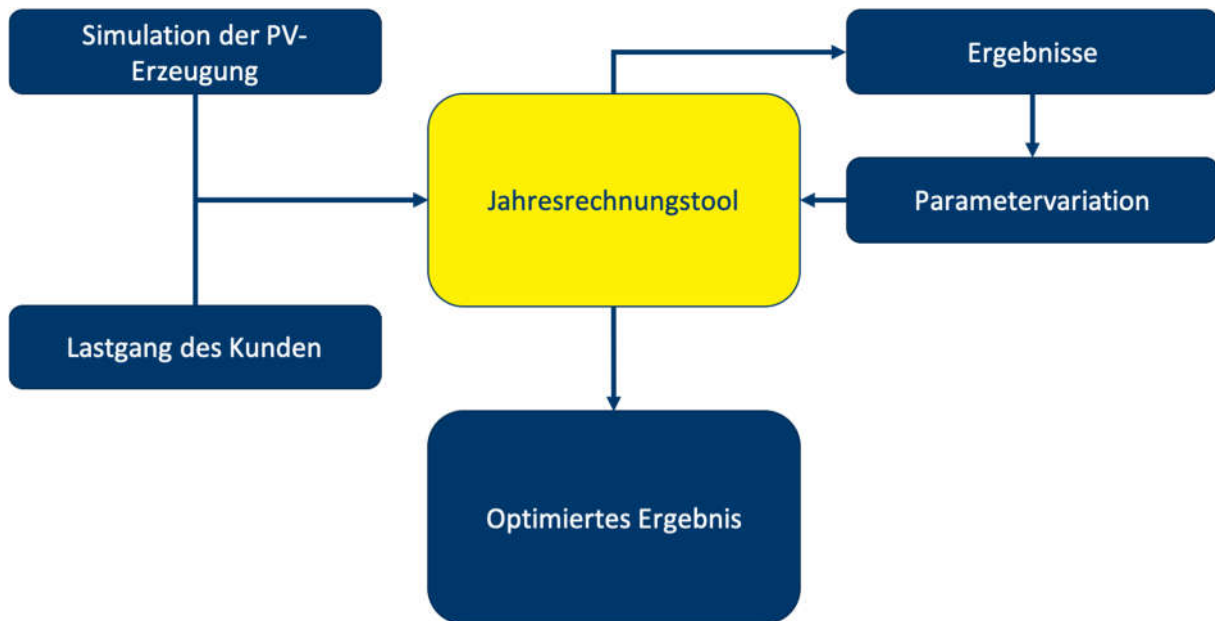 Simulation der PV-
Erzeugung
Ergebnisse
Jahresrechnungstool
Parametervariation
Lastgang des Kunden
Optimiertes Ergebnis